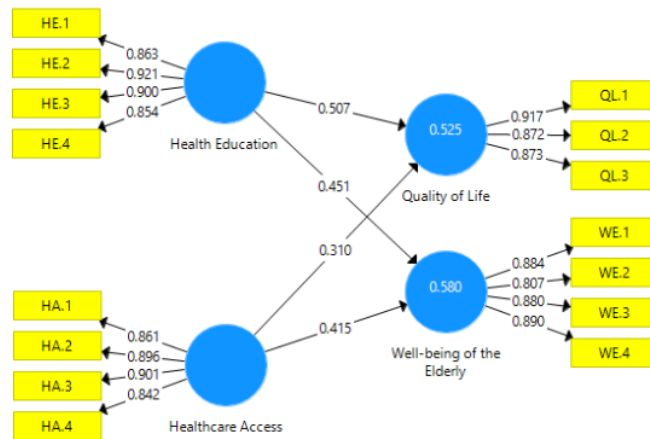 HE.1
0.863
HE.2
0.921
HE.3
0.900
HE.4
0.854
Health Education
0.507
0.451
0.310
0.415
0.525
Quality of Life
0.917
QL.1
0.872
QL.2
0.873
QL.3
HA.1
0.861
HA.2
0.896
HA.3
0.901
HA.4
0.842
Healthcare Access
0.580
Well-being of the
Elderly
WE.1
0.884
WE.2
0.807
WE.3
0.880
WE.4
0.890